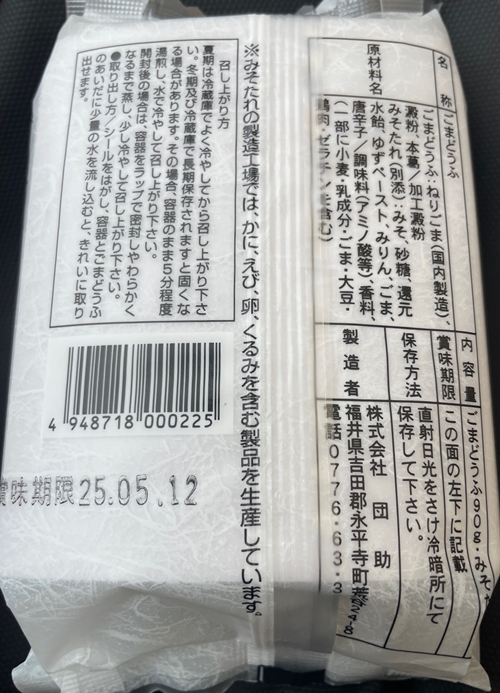 名　称
ごまどうふ
原材料名
ごまどうふ：ねりごま（国内製造）、
澱粉、本葛／加工澱粉
みそたれ（別添）：みそ、砂糖、還元
水飴、ゆずペースト、みりん、ごま、
唐辛子／調味料（アミノ酸等）、香料、
（一部に小麦・乳成分・ごま・大豆・
鶏肉・ゼラチンを含む）
内容量
ごまどうふ90g・みそた
賞味期限
この面の左下に記載
保存方法
直射日光をさけ冷暗所にて
保存して下さい。
製造者
株式会社　団助
福井県吉田郡永平寺町荒谷24-8
電話0776・63・3
※みそたれの製造工場では、かに、えび、卵、くるみを含む製品を生産しています。
召し上がり方
夏期は冷蔵庫でよく冷やしてから召し上がり下さ
い。冬期及び冷蔵庫で長期保存されますと固くな
る場合があります。その場合、容器のまま5分程度
湯煎し、水で冷やして召し上がり下さい。
開封後の場合は、容器をラップで密封しやわらかく
なるまで蒸し、少し冷やして召し上がり下さい。
●取り出し方／シールをはがし、容器とごまどうふ
のあいだに少量の水を流し込むと、きれいに取り
出せます。
4 948718 000225
賞味期限25.05.12